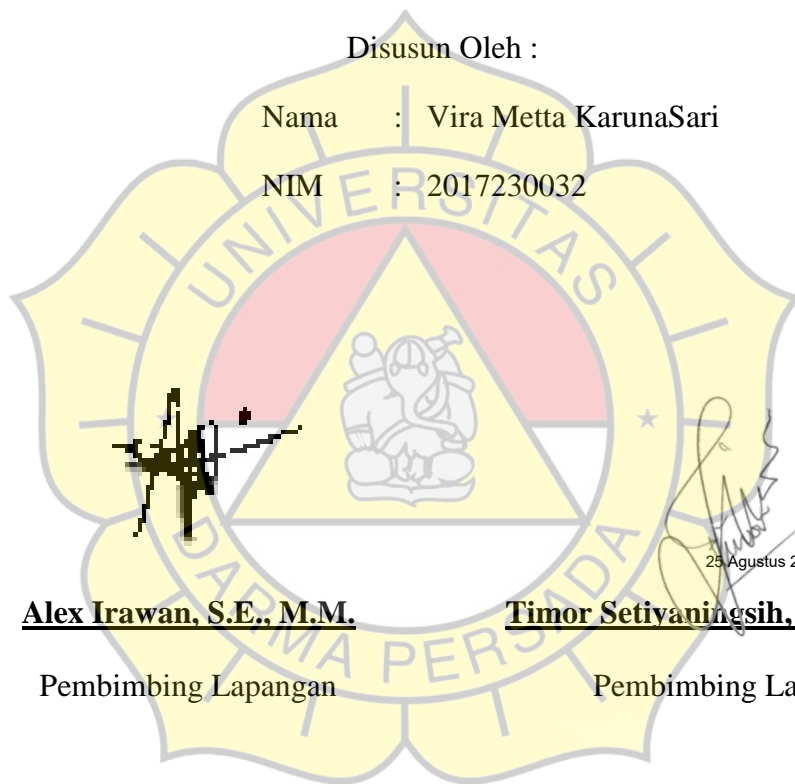 Disusun Oleh :
Nama : Vira Metta KarunaSari
NIM : 2017230032
UNIVERSITAS
25 Agustus 2
Alex Irawan, S.E., M.M. Timor Setiyaningsih,
DARMA PERSADA
Pembimbing Lapangan Pembimbing La